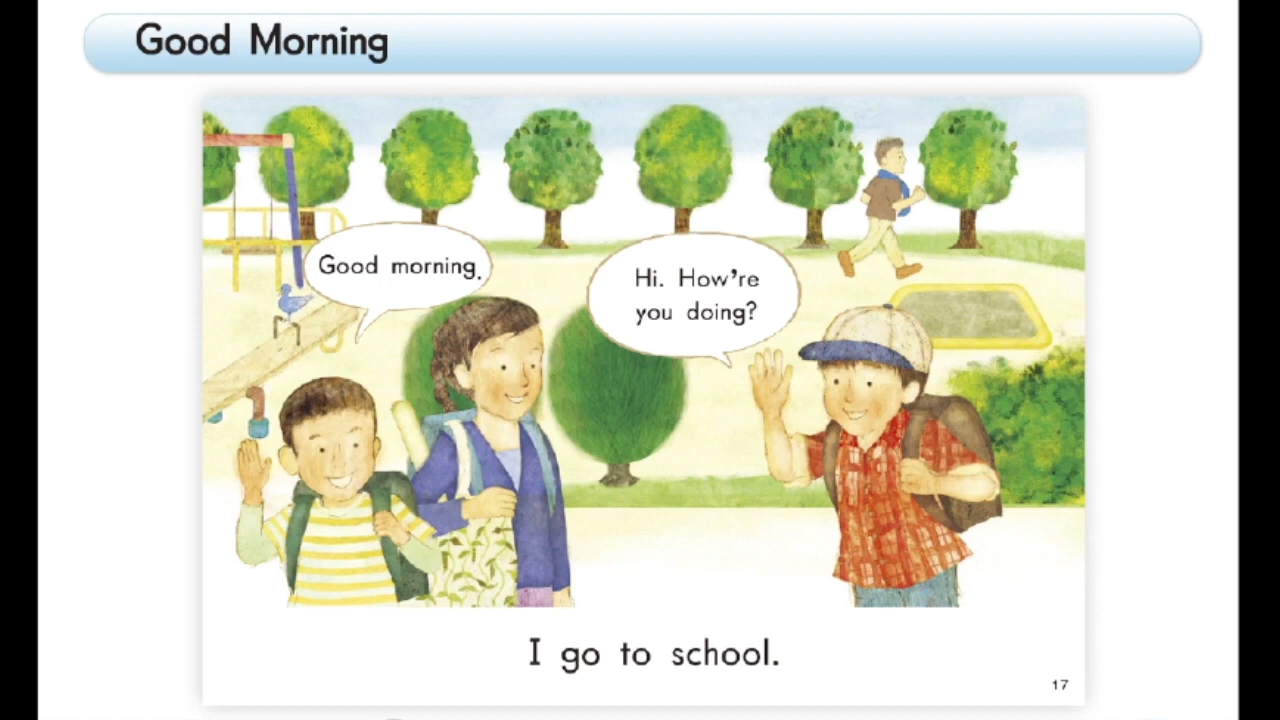 Good Morning
Good morning.
Hi. How're
you doing?
I go to school.
17